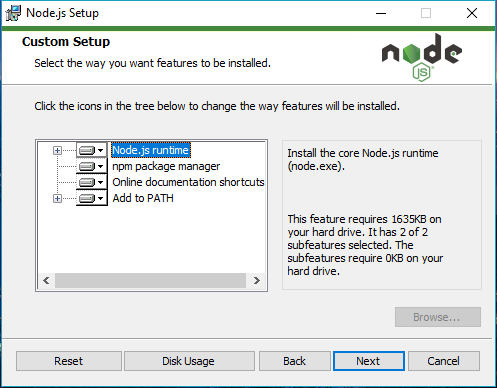 Node.js Setup
Custom Setup
Select the way you want features to be installed.
node
JS
Click the icons in the tree below to change the way features will be installed.
Node.js runtime
npm package manager
Online documentation shortcuts
Add to PATH
Install the core Node.js runtime
(node.exe).
This feature requires 1635KB on
your hard drive. It has 2 of 2
subfeatures selected. The
subfeatures require 0KB on your
hard drive.
Browse...
Reset
Disk Usage
Back
Next
Cancel